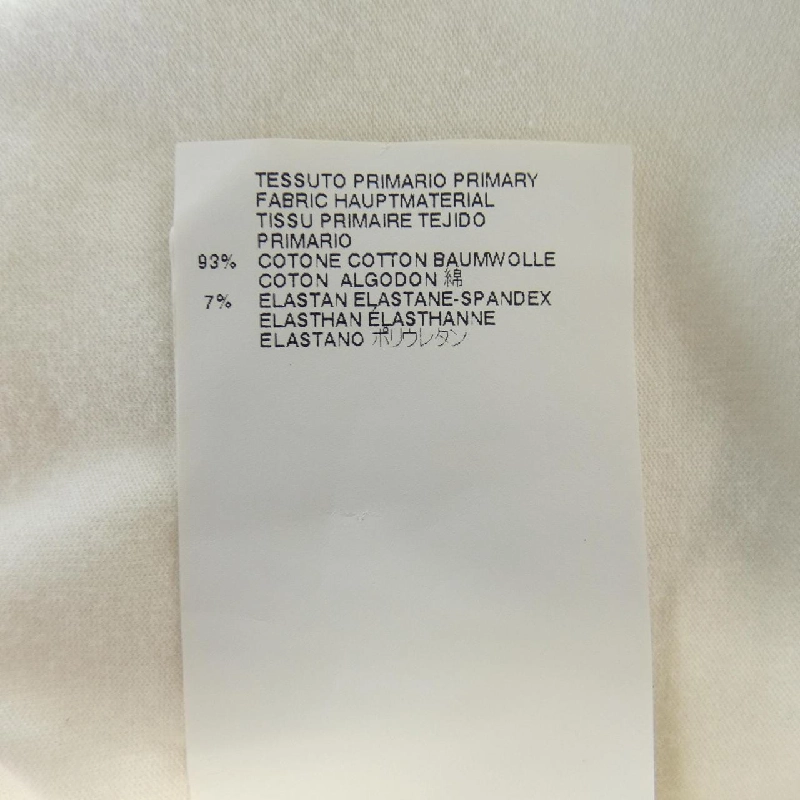 TESSUTO PRIMARIO PRIMARY
FABRIC HAUPTMATERIAL
TISSU PRIMAIRE TEJIDO
PRIMARIO
93% COTONE COTTON BAUMWOLLE
COTON ALGODON 綿
7% ELASTAN ELASTANE-SPANDEX
ELASTHAN ÉLASTHANNE
ELASTANO ポリウレタン